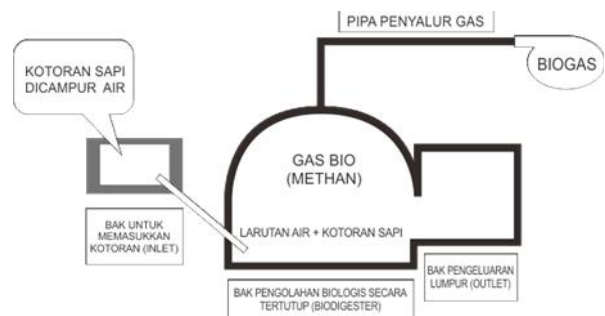 PIPA PENYALUR GAS
BIOGAS
KOTORAN SAPI
DICAMPUR AIR
GAS BIO
(METHAN)
LARUTAN AIR + KOTORAN SAPI
BAK UNTUK
MEMASUKKAN
KOTORAN (INLET)
BAK PENGELUARAN
LUMPUR (OUTLET)
BAK PENGOLAHAN BIOLOGIS SECARA
TERTUTUP (BIODIGESTER)